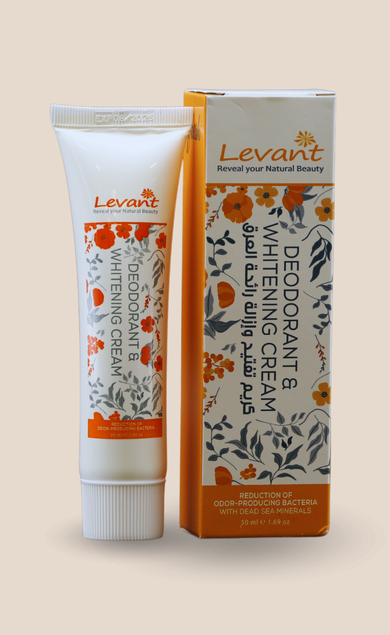 Levant
Reveal your Natural Beauty
DEODORANT &
WHITENING CREAM
REDUCTION OF
ODOR-PRODUCING BACTERIA
Levant
Reveal your Natural Beauty
DEODORANT &
WHITENING CREAM
كريم تفتيح وإزالة رائحة العرق
REDUCTION OF
ODOR-PRODUCING BACTERIA
WITH DEAD SEA MINERALS
50 ml e 1.69 oz